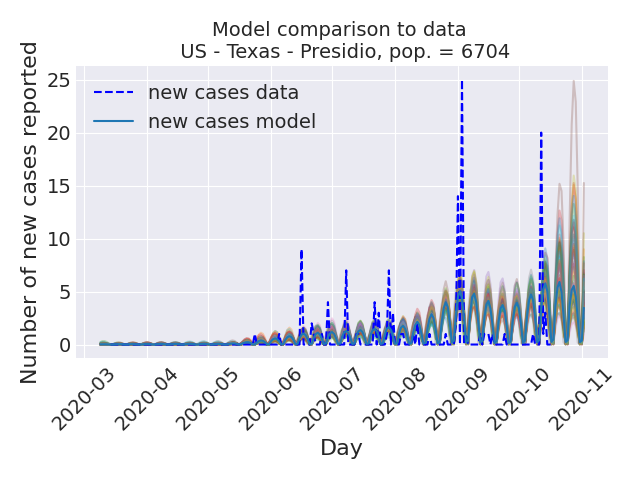 Model comparison to data
US - Texas - Presidio, pop. = 6704
Number of new cases reported
25
20
15
10
5
0
new cases data
new cases model
2020-03
2020-04
2020-05
2020-06
2020-07
2020-08
2020-09
2020-10
2020-11
Day